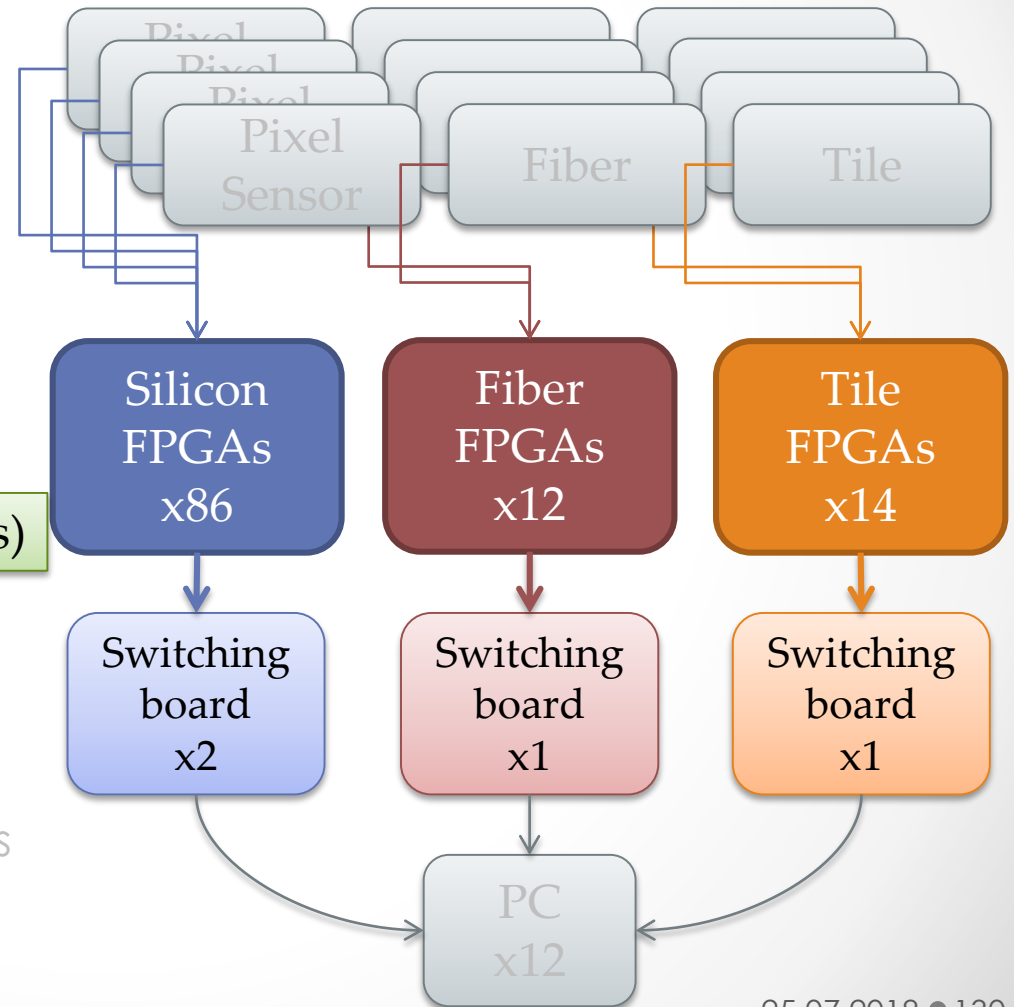 Pixel
Pixel
Pixel
Pixel
Sensor
Fiber
Tile
Silicon
FPGAs
x86
Fiber
FPGAs
x12
Tile
FPGAs
x14
s)
Switching
board
x2
Switching
board
x1
Switching
board
x1
s
PC
x12